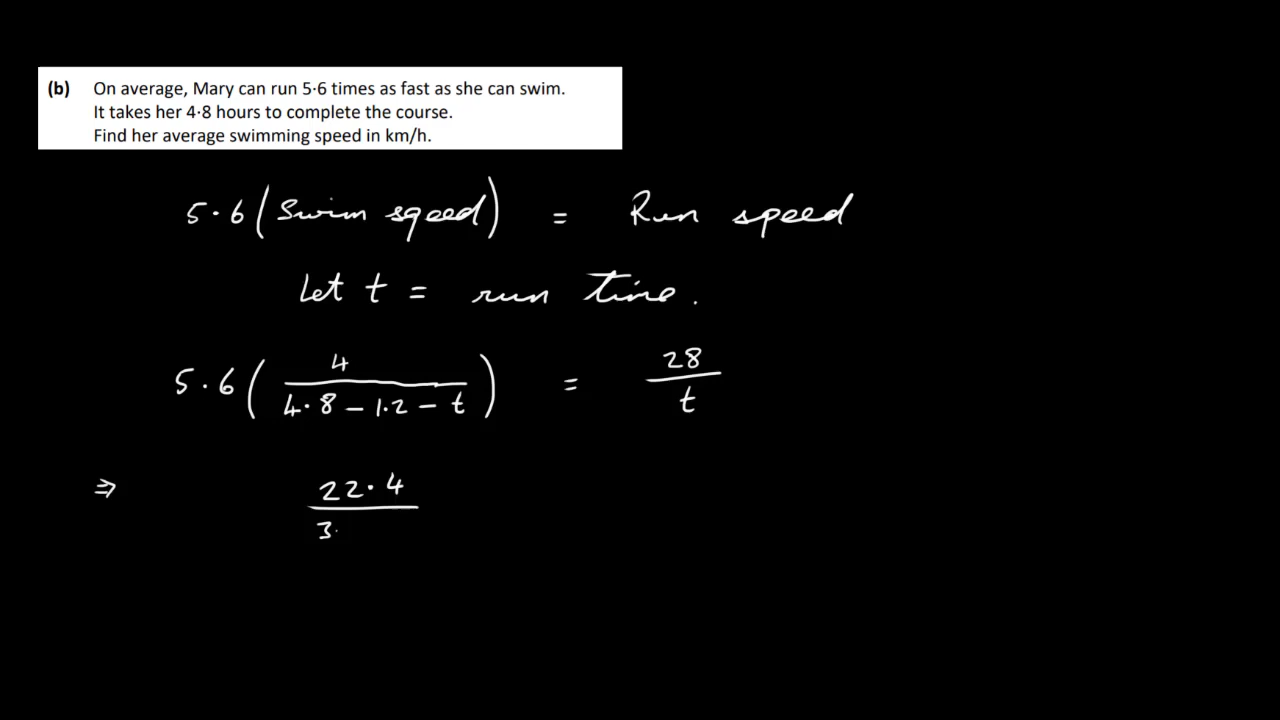 (b) On average, Mary can run 5·6 times as fast as she can swim.
It takes her 4·8 hours to complete the course.
Find her average swimming speed in km/h.
5·6 (Swim speed) = Run speed
Let t = run time.
5·6 ( 4 / (4·8 – 1·2 – t) ) = 28 / t
⇒ 22·4 / 3·